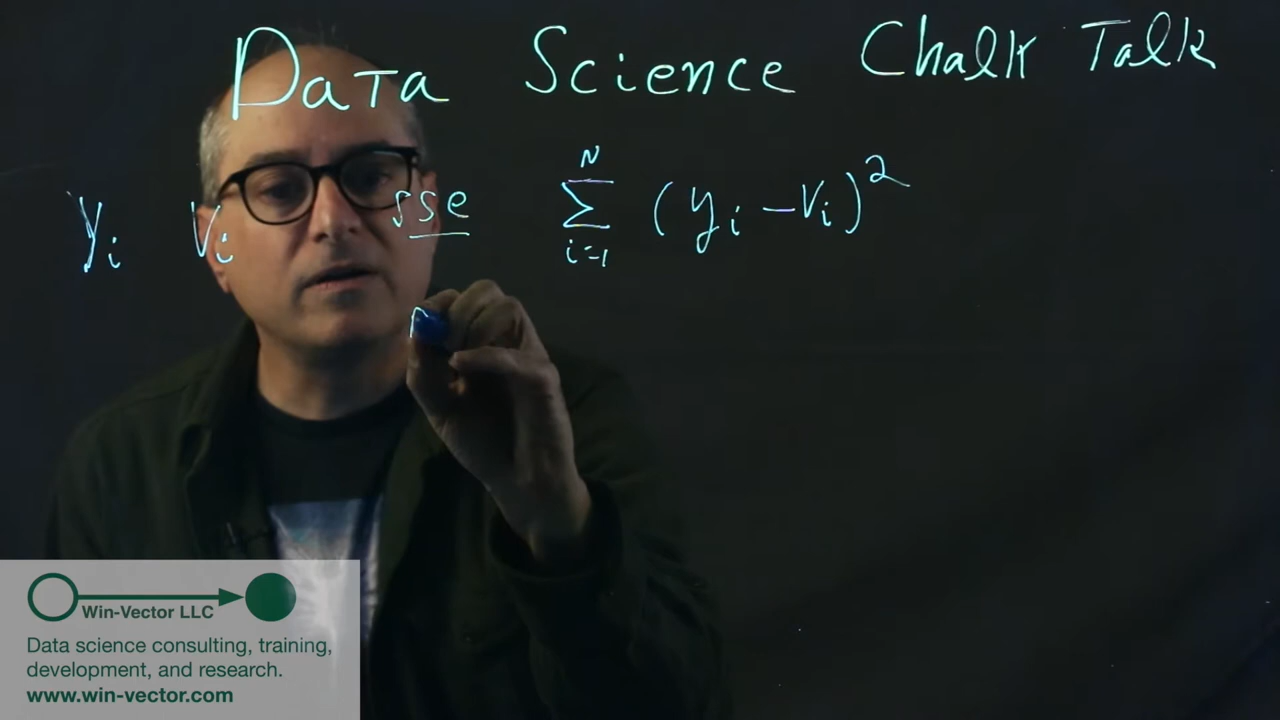 Data Science Chalk Talk
yi vi sse N∑i=1 (yi − vi)²
Win-Vector LLC
Data science consulting, training,
development, and research.
www.win-vector.com